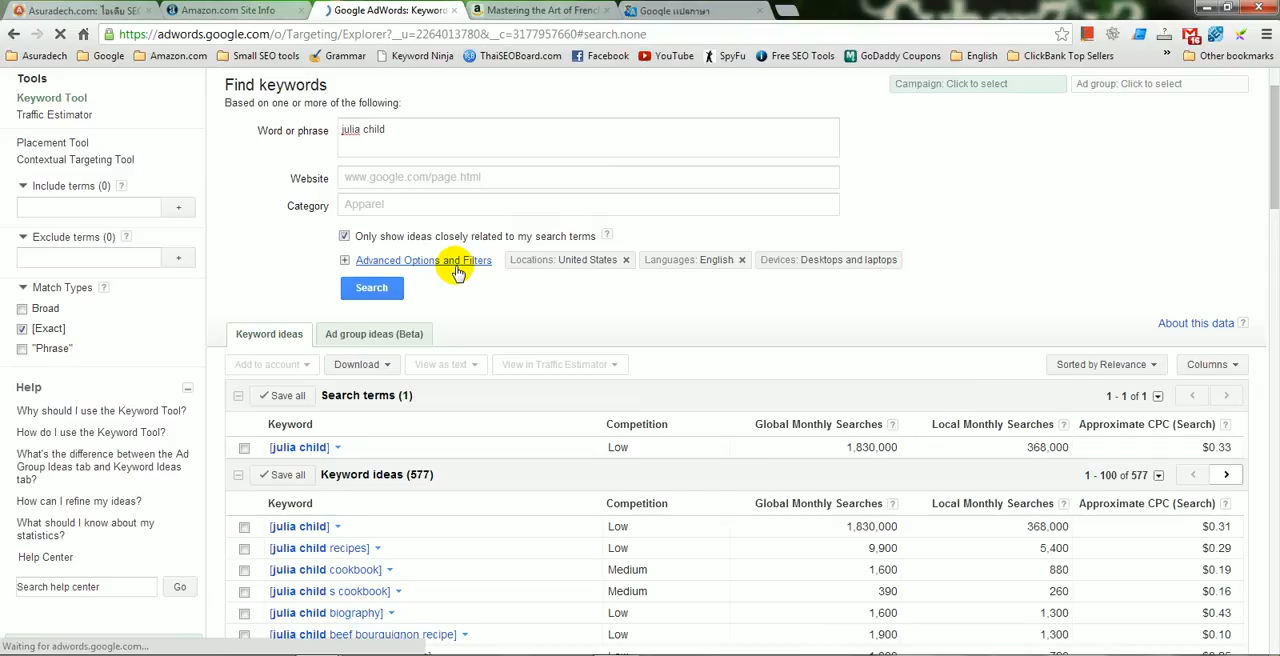 Asuradech.com: ไอเดีย SE
Amazon.com Site Info
Google AdWords: Keyword
Mastering the Art of French
Google แปลภาษา
https://adwords.google.com/o/Targeting/Explorer?__u=2264013780&__c=3177957660#search.none
Asuradech
Google
Amazon.com
Small SEO tools
Grammar
Keyword Ninja
ThaiSEOBoard.com
Facebook
YouTube
SpyFu
Free SEO Tools
GoDaddy Coupons
English
ClickBank Top Sellers
»
Other bookmarks
Tools
Keyword Tool
Traffic Estimator
Placement Tool
Contextual Targeting Tool
Include terms (0) ?
+
Exclude terms (0) ?
+
Match Types ?
Broad
[Exact]
"Phrase"
Help
Why should I use the Keyword Tool?
How do I use the Keyword Tool?
What's the difference between the Ad
Group Ideas tab and Keyword Ideas
tab?
How can I refine my ideas?
What should I know about my
statistics?
Help Center
Search help center Go
Waiting for adwords.google.com...
Find keywords
Based on one or more of the following:
Campaign: Click to select
Ad group: Click to select
Word or phrase julia child
Website www.google.com/page.html
Category Apparel
Only show ideas closely related to my search terms ?
Advanced Options and Filters Locations: United States × Languages: English × Devices: Desktops and laptops
Search
About this data ?
Keyword ideas Ad group ideas (Beta)
Add to account Download View as text View in Traffic Estimator Sorted by Relevance Columns
Save all Search terms (1) 1 - 1 of 1
Keyword Competition Global Monthly Searches ? Local Monthly Searches ? Approximate CPC (Search) ?
[julia child] Low 1,830,000 368,000 $0.33
Save all Keyword ideas (577) 1 - 100 of 577
Keyword Competition Global Monthly Searches ? Local Monthly Searches ? Approximate CPC (Search) ?
[julia child] Low 1,830,000 368,000 $0.31
[julia child recipes] Low 9,900 5,400 $0.29
[julia child cookbook] Medium 1,600 880 $0.19
[julia child s cookbook] Medium 390 260 $0.16
[julia child biography] Low 1,600 1,300 $0.43
[julia child beef bourguignon recipe] Low 1,900 1,300 $0.10